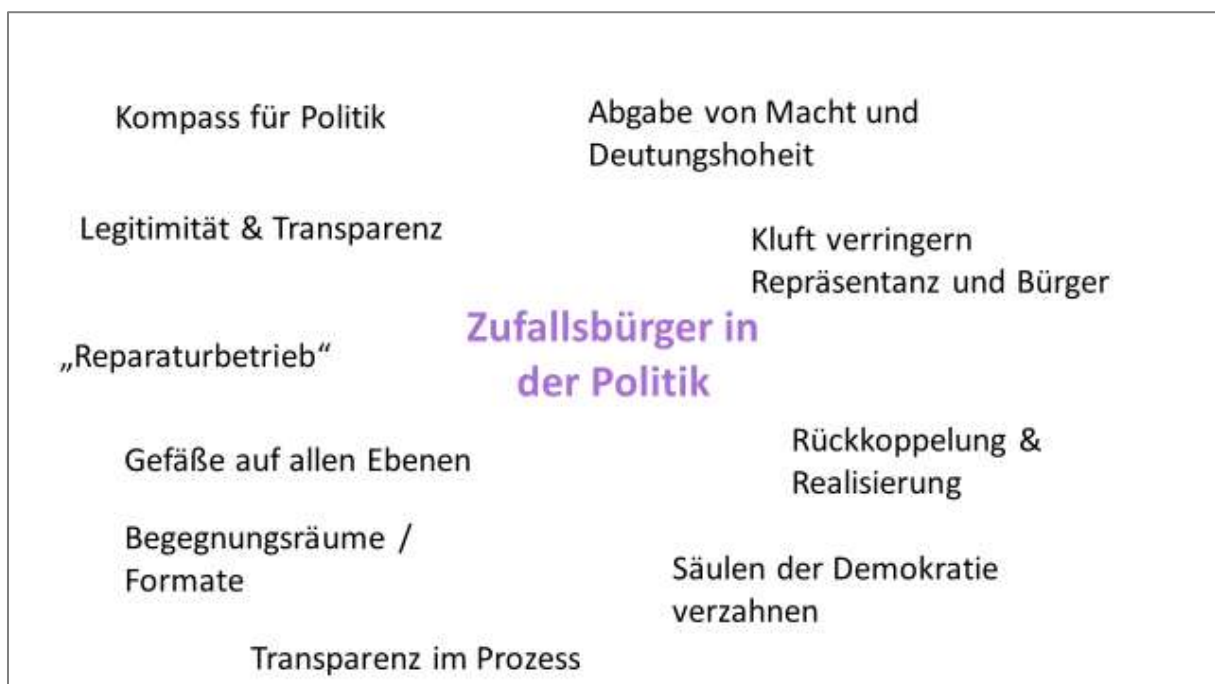 Kompass für Politik
Abgabe von Macht und
Deutungshoheit
Legitimität & Transparenz
Kluft verringern
Repräsentanz und Bürger
Zufallsbürger in
der Politik
„Reparaturbetrieb“
Rückkoppelung &
Realisierung
Gefäße auf allen Ebenen
Begegnungsräume /
Formate
Säulen der Demokratie
verzahnen
Transparenz im Prozess